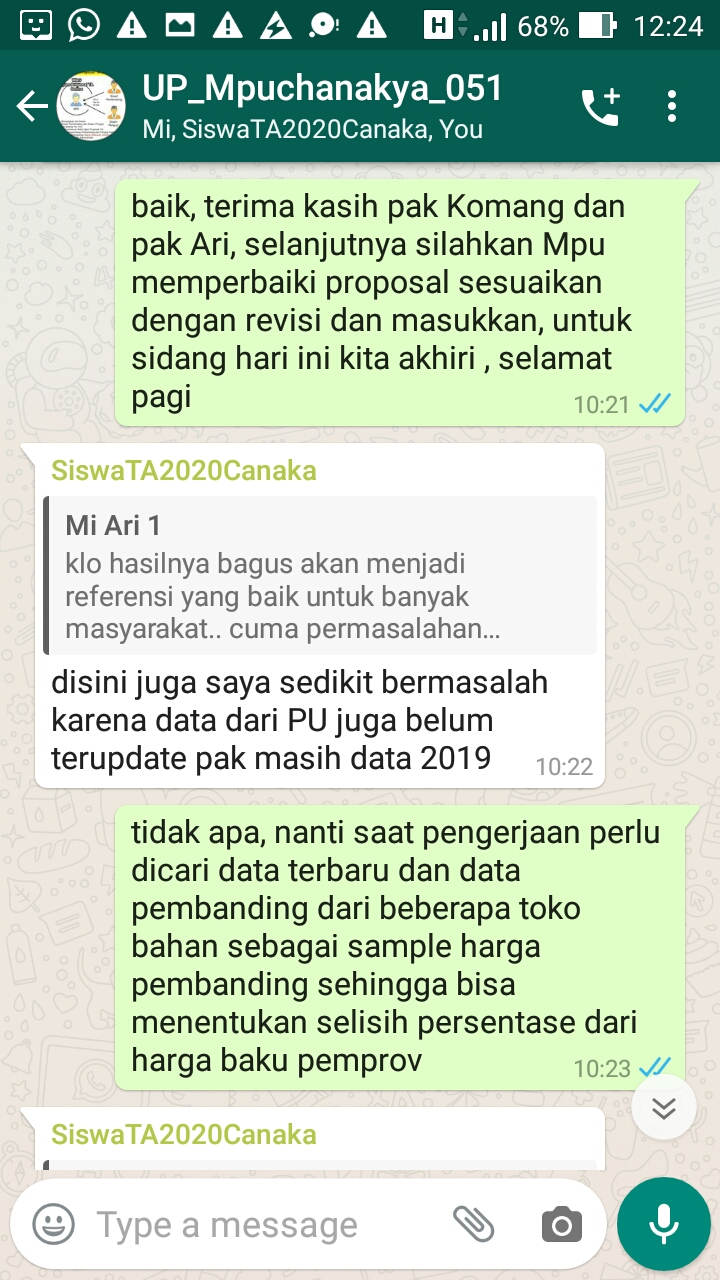 H 68% 12:24
UP_Mpuchanakya_051
Mi, SiswaTA2020Canaka, You
baik, terima kasih pak Komang dan
pak Ari, selanjutnya silahkan Mpu
memperbaiki proposal sesuaikan
dengan revisi dan masukkan, untuk
sidang hari ini kita akhiri , selamat
pagi
10:21
SiswaTA2020Canaka
Mi Ari 1
klo hasilnya bagus akan menjadi
referensi yang baik untuk banyak
masyarakat.. cuma permasalahan...
disini juga saya sedikit bermasalah
karena data dari PU juga belum
terupdate pak masih data 2019
10:22
tidak apa, nanti saat pengerjaan perlu
dicari data terbaru dan data
pembanding dari beberapa toko
bahan sebagai sample harga
pembanding sehingga bisa
menentukan selisih persentase dari
harga baku pemprov
10:23
SiswaTA2020Canaka
Type a message